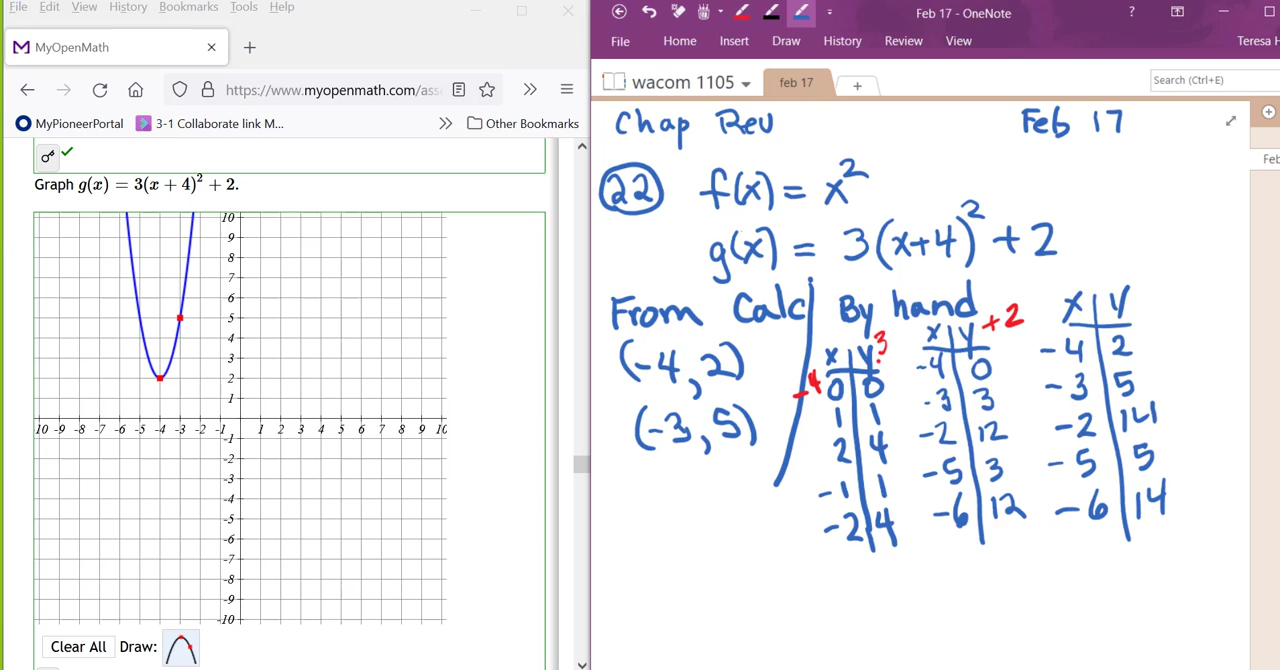 File Edit View History Bookmarks Tools Help
MyOpenMath
https://www.myopenmath.com/ass
MyPioneerPortal 3-1 Collaborate link M... Other Bookmarks
Graph g(x) = 3(x + 4)² + 2.
10
9
8
7
6
5
4
3
2
1
10 -9 -8 -7 -6 -5 -4 -3 -2 -1 1 2 3 4 5 6 7 8 9 10
-1
-2
-3
-4
-5
-6
-7
-8
-9
-10
Clear All Draw:
Feb 17 - OneNote
?
File Home Insert Draw History Review View
Teresa H
wacom 1105 feb 17
Search (Ctrl+E)
Feb
Chap Rev Feb 17
22 f(x) = x²
g(x) = 3(x+4)² + 2
From Calc By hand
(-4, 2)
(-3, 5)
-4 ·3
x y
0 0
1 1
2 4
-1 1
-2 4
+2
x y
-4 0
-3 3
-2 12
-5 3
-6 12
x y
-4 2
-3 5
-2 14
-5 5
-6 14